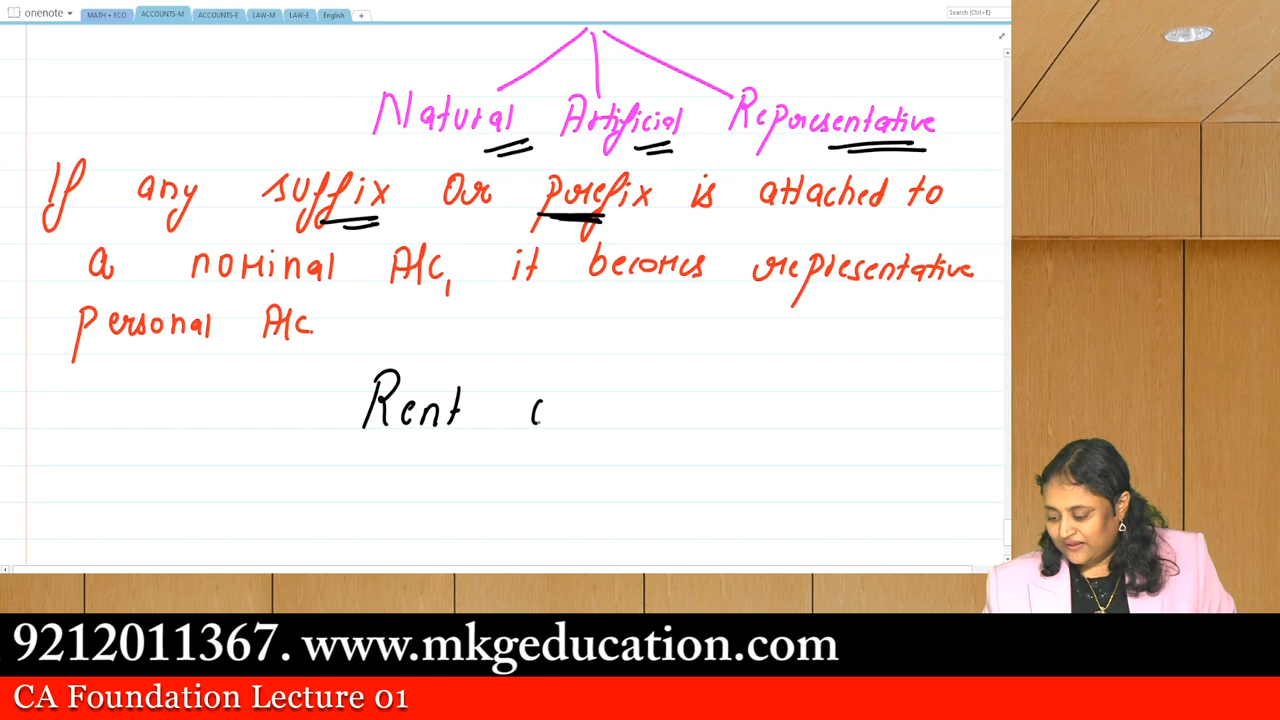 onenote MATH + ECO ACCOUNTS-M ACCOUNTS-E LAW-M LAW-E English + Search (Ctrl+E)
Natural Artificial Representative
If any suffix or prefix is attached to
a nominal A/C, it becomes representative
personal A/C.
Rent
9212011367. www.mkgeducation.com
CA Foundation Lecture 01